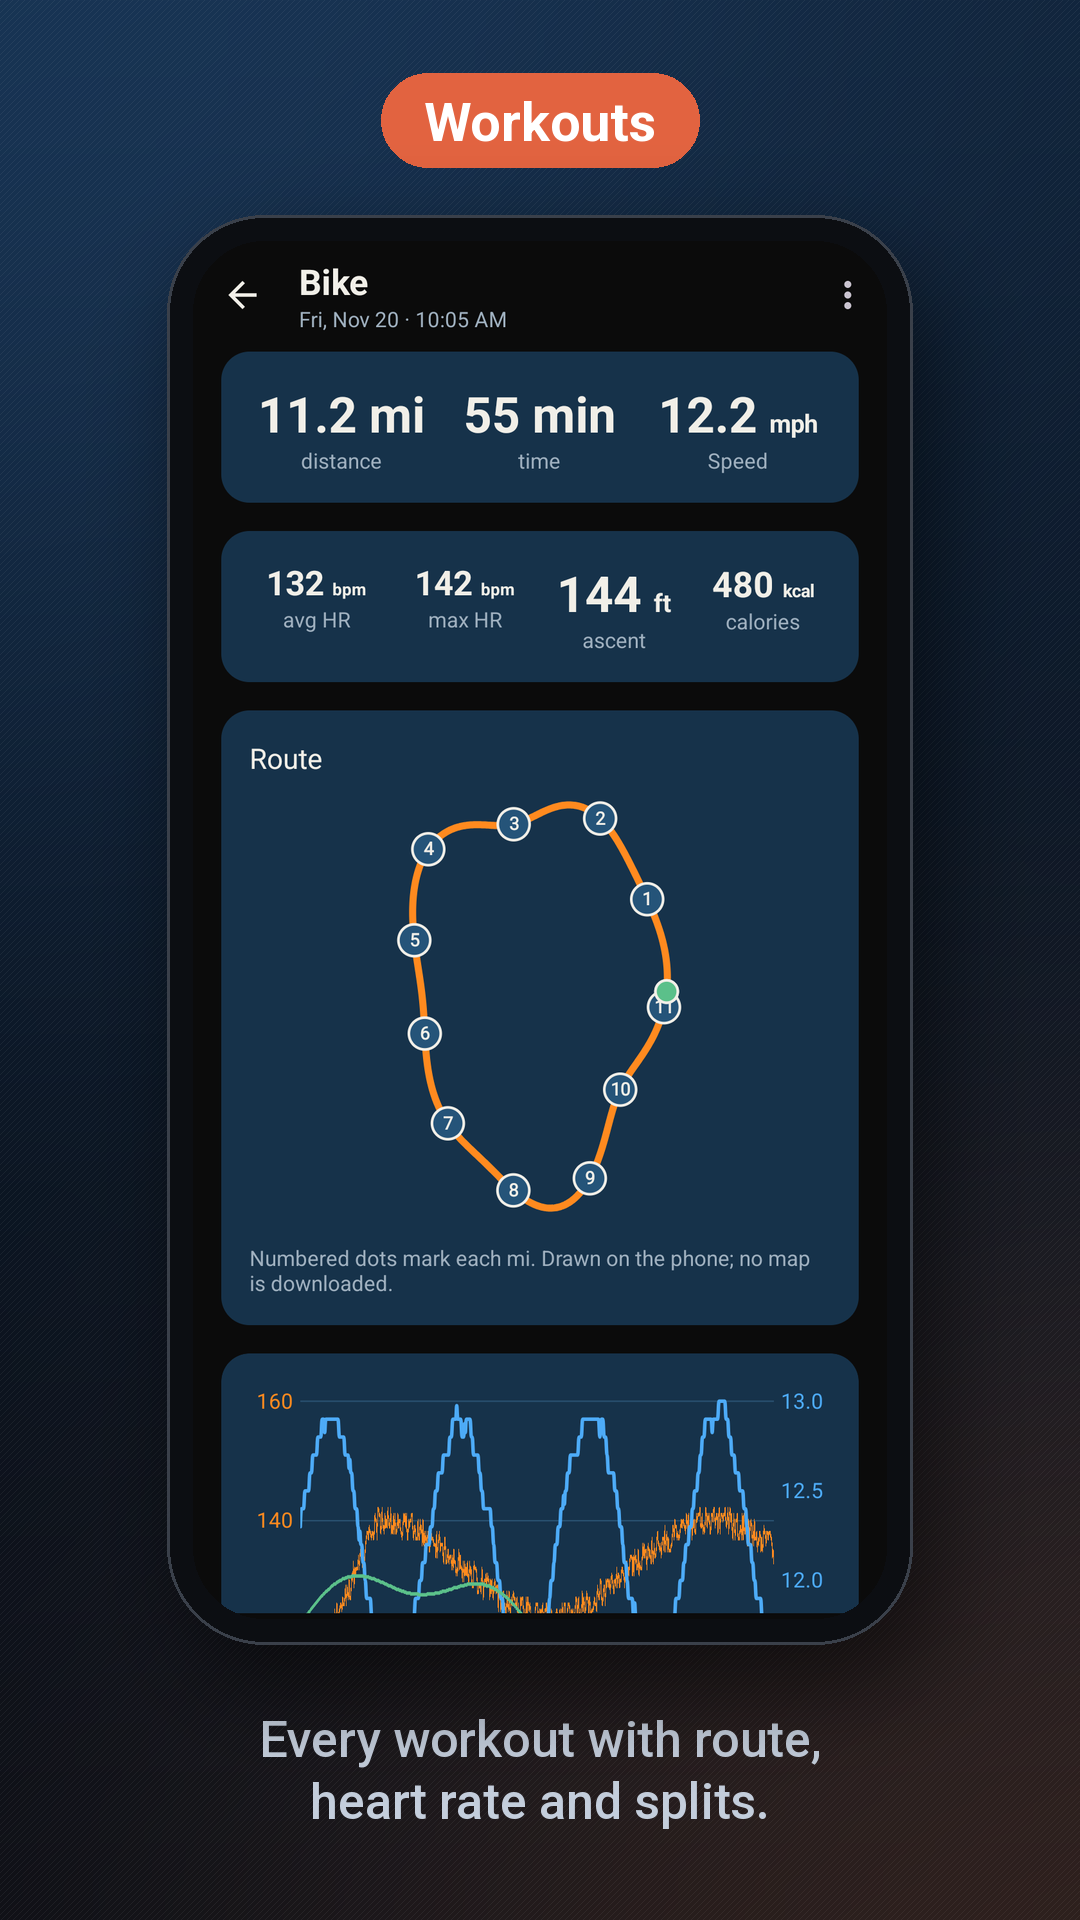 Workouts
Bike
Fri, Nov 20 · 10:05 AM
11.2 mi 55 min 12.2 mph
distance time Speed
132 bpm 142 bpm 144 ft 480 kcal
avg HR max HR ascent calories
Route
2
3
4
1
5
11
6
10
7
9
8
Numbered dots mark each mi. Drawn on the phone; no map
is downloaded.
160 13.0
12.5
140
12.0
Every workout with route,
heart rate and splits.